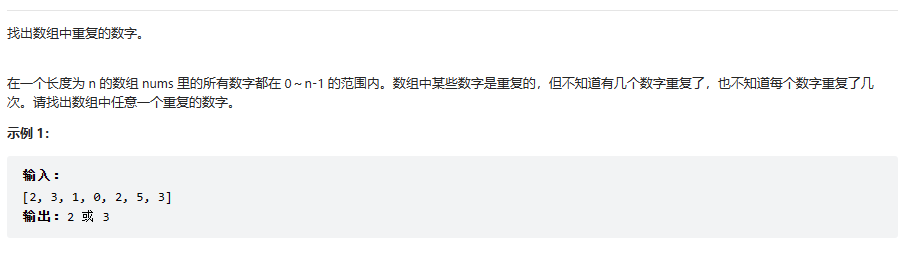 找出数组中重复的数字。
在一个长度为 n 的数组 nums 里的所有数字都在 0～n-1 的范围内。数组中某些数字是重复的，但不知道有几个数字重复了，也不知道每个数字重复了几
次。请找出数组中任意一个重复的数字。
示例 1：
输入：
[2, 3, 1, 0, 2, 5, 3]
输出：2 或 3